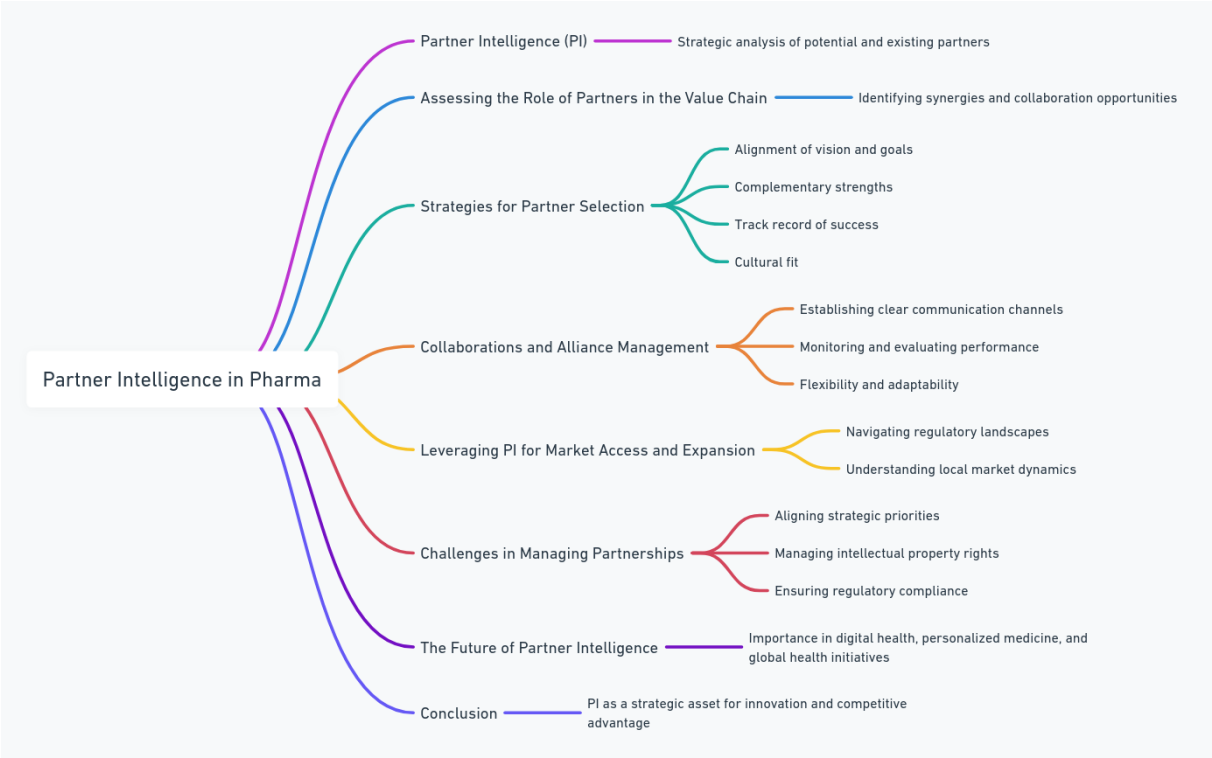 Partner Intelligence in Pharma
Partner Intelligence (PI)
Strategic analysis of potential and existing partners
Assessing the Role of Partners in the Value Chain
Identifying synergies and collaboration opportunities
Strategies for Partner Selection
Alignment of vision and goals
Complementary strengths
Track record of success
Cultural fit
Collaborations and Alliance Management
Establishing clear communication channels
Monitoring and evaluating performance
Flexibility and adaptability
Leveraging PI for Market Access and Expansion
Navigating regulatory landscapes
Understanding local market dynamics
Challenges in Managing Partnerships
Aligning strategic priorities
Managing intellectual property rights
Ensuring regulatory compliance
The Future of Partner Intelligence
Importance in digital health, personalized medicine, and
global health initiatives
Conclusion
PI as a strategic asset for innovation and competitive
advantage